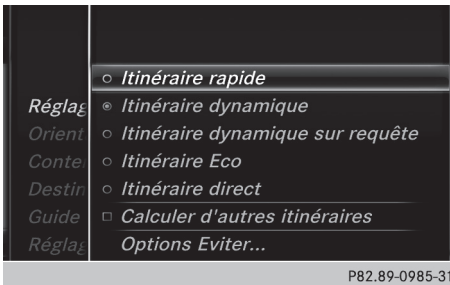 Itinéraire rapide
Itinéraire dynamique
Itinéraire dynamique sur requête
Itinéraire Eco
Itinéraire direct
Calculer d'autres itinéraires
Options Eviter...
Réglag
Orient
Conte
Destin
Guide
Réglag
P82.89-0985-31